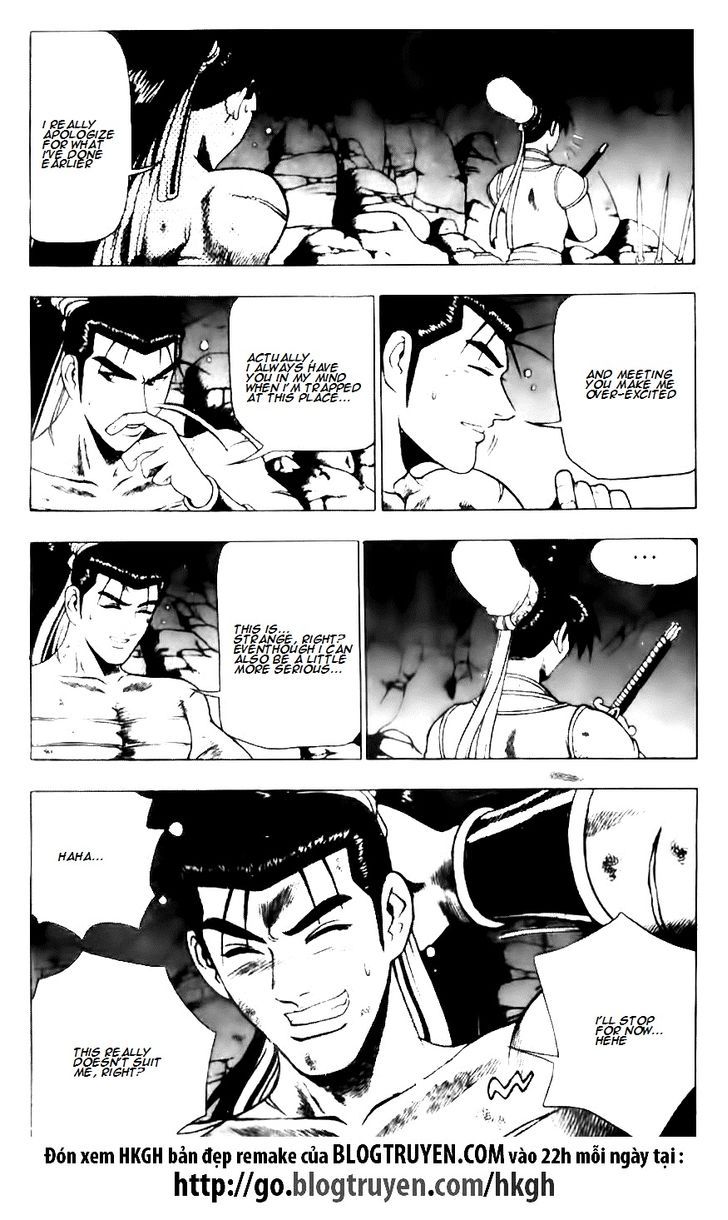 I REALLY
APOLOGIZE
FOR WHAT
I'VE DONE
EARLIER
ACTUALLY,
I ALWAYS HAVE
YOU IN MY MIND
WHEN I'M TRAPPED
AT THIS PLACE...
AND MEETING
YOU MAKE ME
OVER-EXCITED
THIS IS...
STRANGE, RIGHT?
EVENTHOUGH I CAN
ALSO BE A LITTLE
MORE SERIOUS...
...
HAHA...
THIS REALLY
DOESN'T SUIT
ME, RIGHT?
I'LL STOP
FOR NOW...
HEHE
Đón xem HKGH bản đẹp remake của BLOGTRUYEN.COM vào 22h mỗi ngày tại :
http://go.blogtruyen.com/hkgh